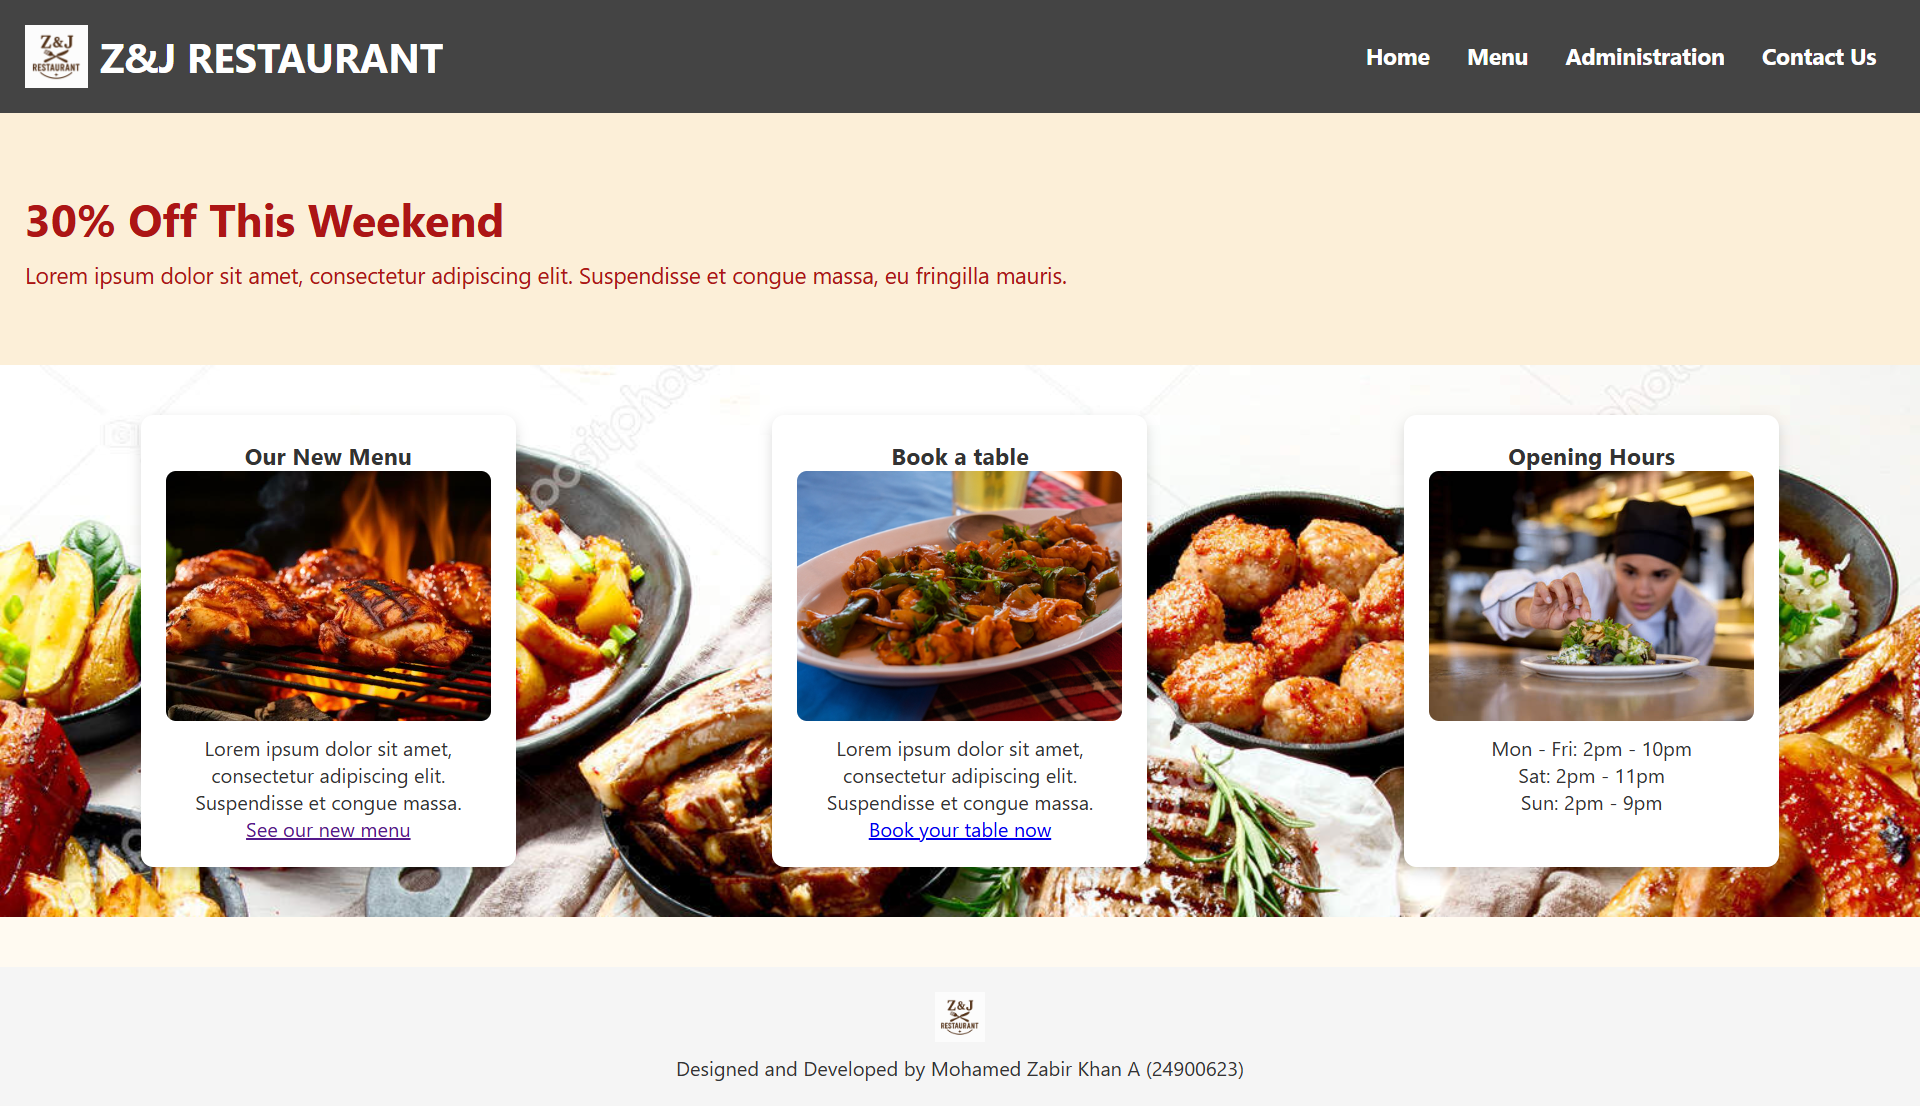 Z&J
RESTAURANT
Z&J RESTAURANT
Home Menu Administration Contact Us
30% Off This Weekend
Lorem ipsum dolor sit amet, consectetur adipiscing elit. Suspendisse et congue massa, eu fringilla mauris.
Our New Menu
Lorem ipsum dolor sit amet,
consectetur adipiscing elit.
Suspendisse et congue massa.
See our new menu
Book a table
Lorem ipsum dolor sit amet,
consectetur adipiscing elit.
Suspendisse et congue massa.
Book your table now
Opening Hours
Mon - Fri: 2pm - 10pm
Sat: 2pm - 11pm
Sun: 2pm - 9pm
Z&J
RESTAURANT
Designed and Developed by Mohamed Zabir Khan A (24900623)